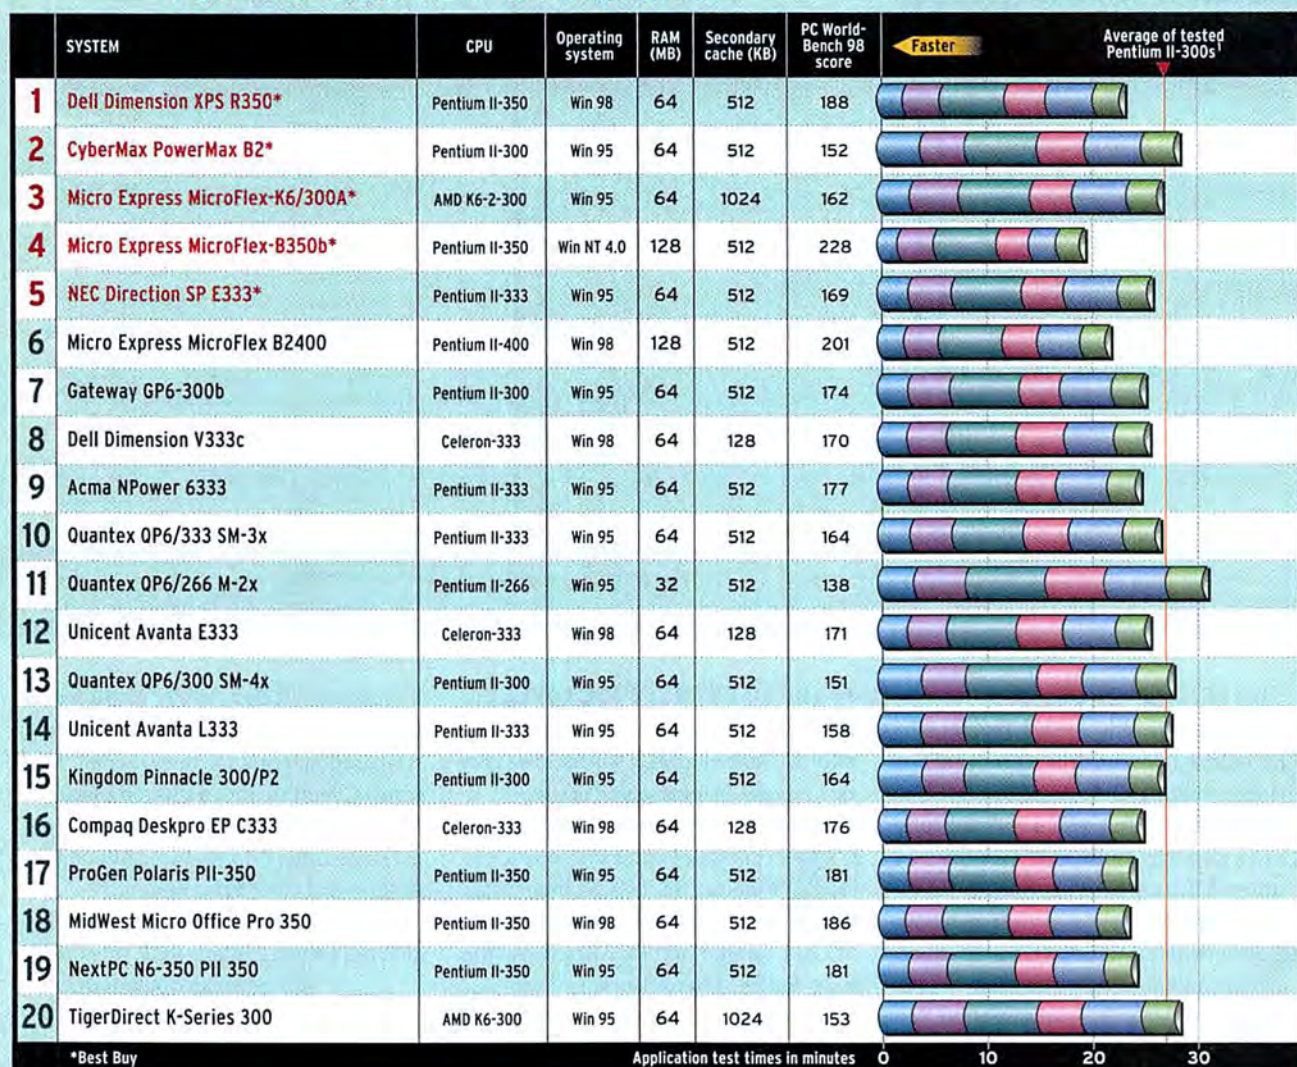 SYSTEM CPU Operating system RAM (MB) Secondary cache (KB) PC World-Bench 98 score Faster Average of tested Pentium II-300s¹
1 Dell Dimension XPS R350* Pentium II-350 Win 98 64 512 188
2 CyberMax PowerMax B2* Pentium II-300 Win 95 64 512 152
3 Micro Express MicroFlex-K6/300A* AMD K6-2-300 Win 95 64 1024 162
4 Micro Express MicroFlex-B350b* Pentium II-350 Win NT 4.0 128 512 228
5 NEC Direction SP E333* Pentium II-333 Win 95 64 512 169
6 Micro Express MicroFlex B2400 Pentium II-400 Win 98 128 512 201
7 Gateway GP6-300b Pentium II-300 Win 95 64 512 174
8 Dell Dimension V333c Celeron-333 Win 98 64 128 170
9 Acma NPower 6333 Pentium II-333 Win 95 64 512 177
10 Quantex QP6/333 SM-3x Pentium II-333 Win 95 64 512 164
11 Quantex QP6/266 M-2x Pentium II-266 Win 95 32 512 138
12 Unicent Avanta E333 Celeron-333 Win 98 64 128 171
13 Quantex QP6/300 SM-4x Pentium II-300 Win 95 64 512 151
14 Unicent Avanta L333 Pentium II-333 Win 95 64 512 158
15 Kingdom Pinnacle 300/P2 Pentium II-300 Win 95 64 512 164
16 Compaq Deskpro EP C333 Celeron-333 Win 98 64 128 176
17 ProGen Polaris PII-350 Pentium II-350 Win 95 64 512 181
18 MidWest Micro Office Pro 350 Pentium II-350 Win 98 64 512 186
19 NextPC N6-350 PII 350 Pentium II-350 Win 95 64 512 181
20 TigerDirect K-Series 300 AMD K6-300 Win 95 64 1024 153
*Best Buy Application test times in minutes 0 10 20 30